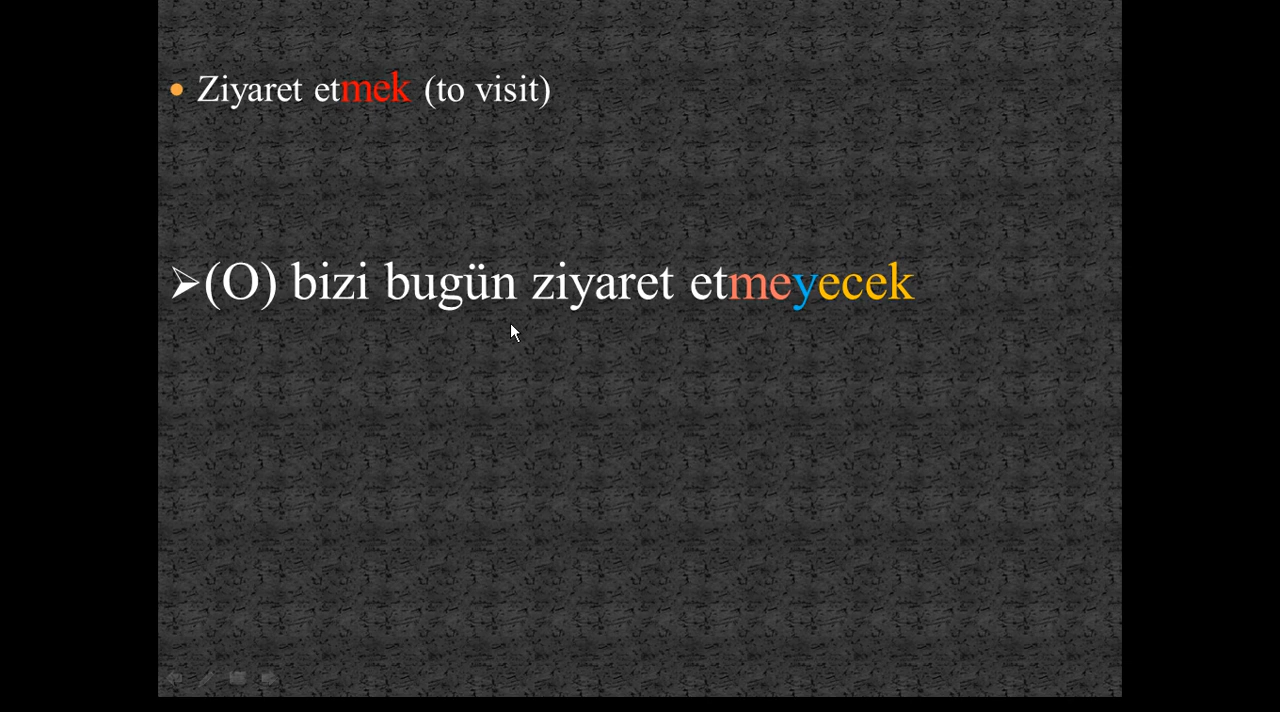 • Ziyaret etmek (to visit)
➢(O) bizi bugün ziyaret etmeyecek